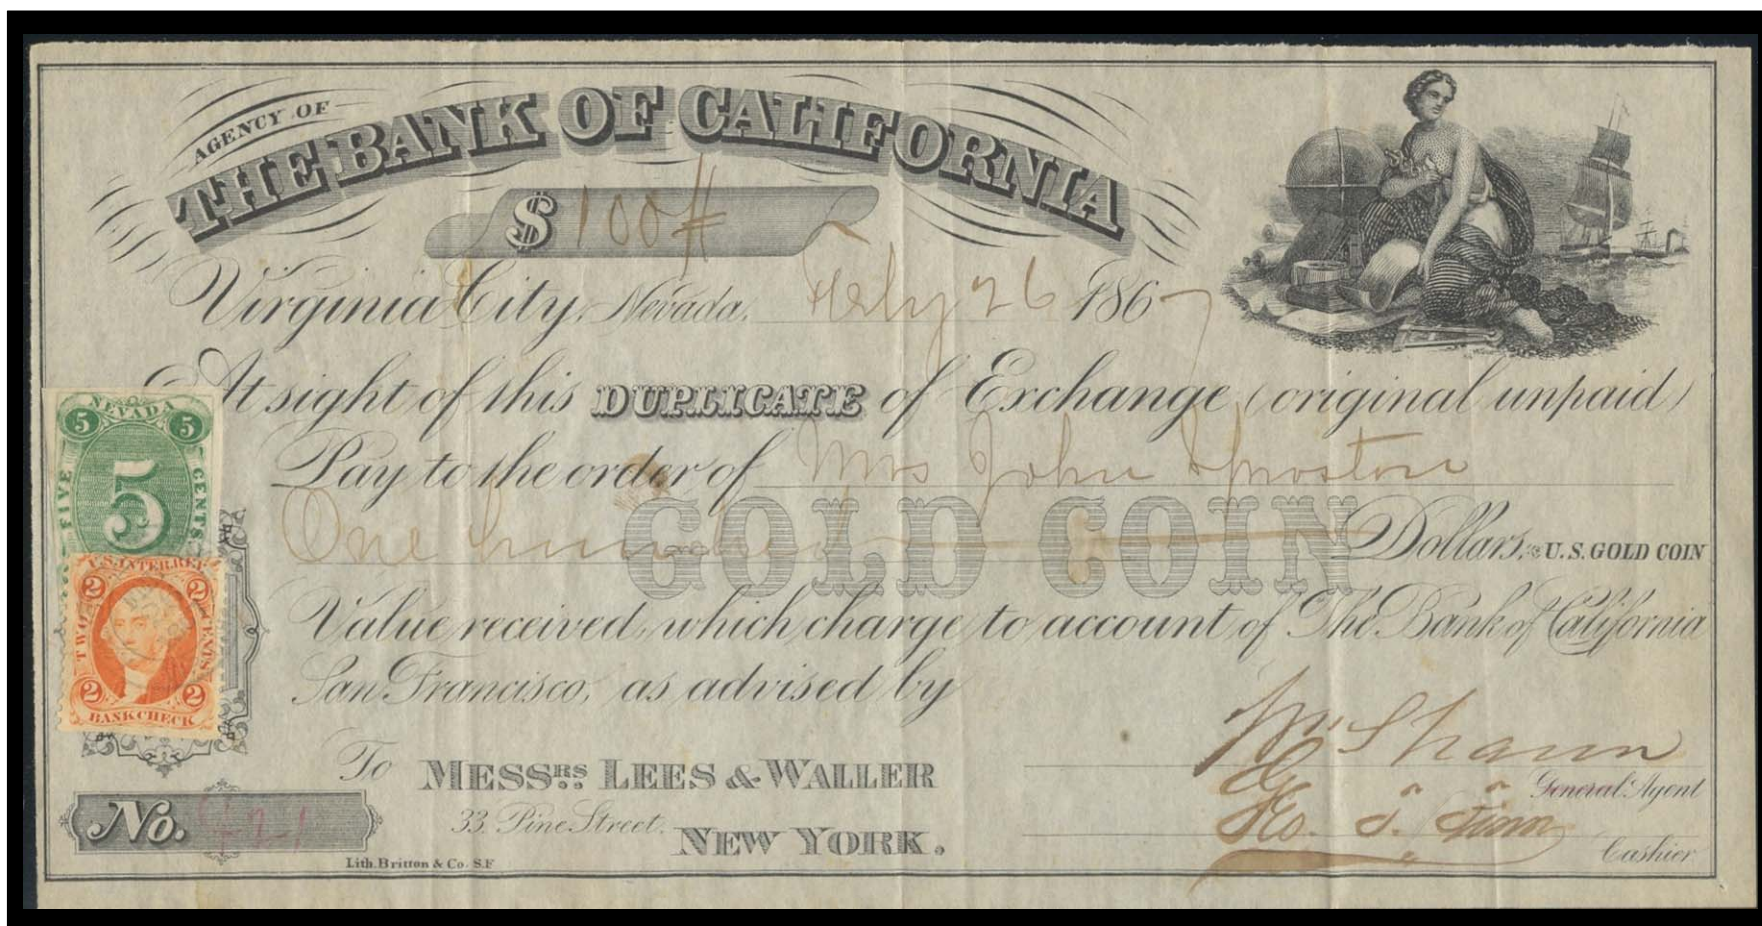 AGENCY OF
THE BANK OF CALIFORNIA
$ 100
Virginia City, Nevada. Feby 26 1867
At sight of this DUPLICATE of Exchange (original unpaid)
Pay to the order of Mrs John
GOLD COIN
One hundred Dollars, U.S. GOLD COIN
Value received, which charge to account of The Bank of California
San Francisco, as advised by
To MESSRS LEES & WALLER
General Agent
33 Pine Street. NEW YORK.
Cashier
No. 421
Lith. Britton & Co. S.F
NEVADA
5 5
FIVE 5 CENTS
U.S. INTER. REV.
2 2
TWO CENTS
2 2
BANK CHECK